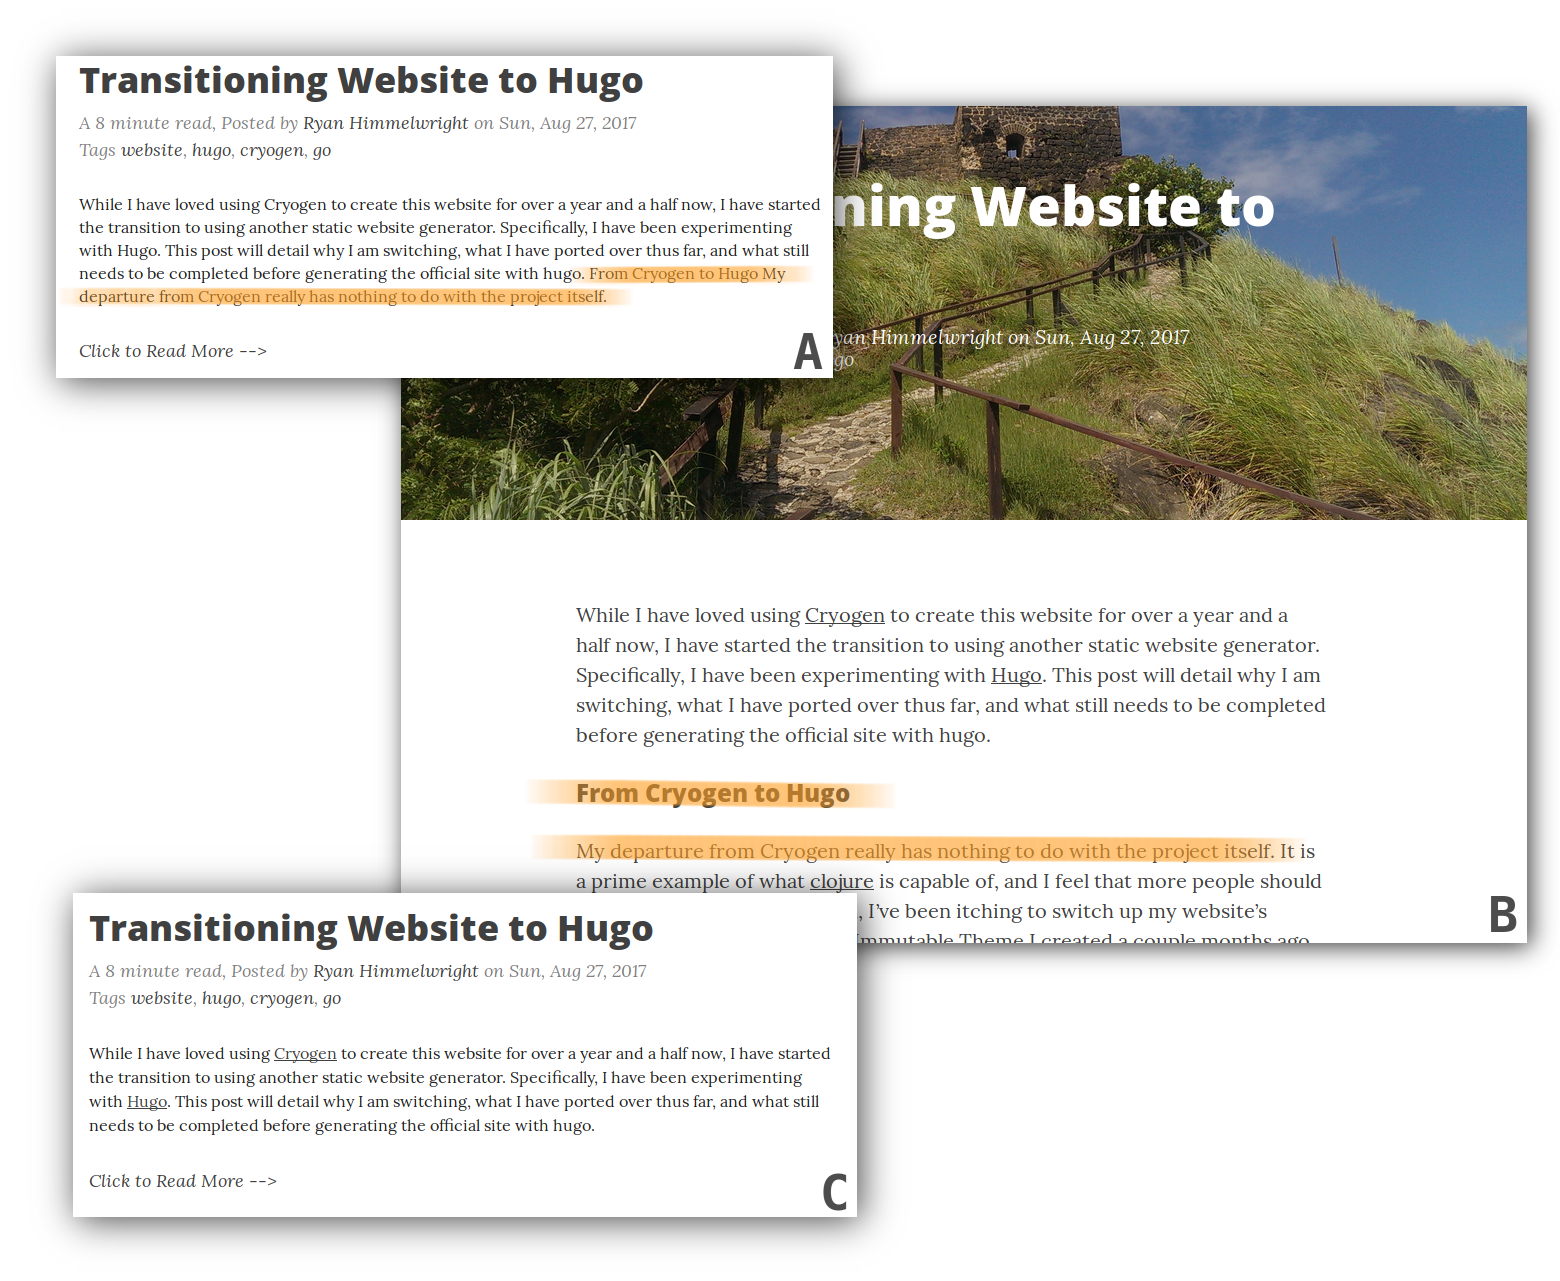 Transitioning Website to Hugo
A 8 minute read, Posted by Ryan Himmelwright on Sun, Aug 27, 2017
Tags website, hugo, cryogen, go
While I have loved using Cryogen to create this website for over a year and a half now, I have started
the transition to using another static website generator. Specifically, I have been experimenting
with Hugo. This post will detail why I am switching, what I have ported over thus far, and what still
needs to be completed before generating the official site with hugo. From Cryogen to Hugo My
departure from Cryogen really has nothing to do with the project itself.
Click to Read More -->
A
ning Website to
yan Himmelwright on Sun, Aug 27, 2017
go
While I have loved using Cryogen to create this website for over a year and a
half now, I have started the transition to using another static website generator.
Specifically, I have been experimenting with Hugo. This post will detail why I am
switching, what I have ported over thus far, and what still needs to be completed
before generating the official site with hugo.
From Cryogen to Hugo
My departure from Cryogen really has nothing to do with the project itself. It is
a prime example of what clojure is capable of, and I feel that more people should
, I've been itching to switch up my website's
Immutable Theme I created a couple months ago
B
Transitioning Website to Hugo
A 8 minute read, Posted by Ryan Himmelwright on Sun, Aug 27, 2017
Tags website, hugo, cryogen, go
While I have loved using Cryogen to create this website for over a year and a half now, I have started
the transition to using another static website generator. Specifically, I have been experimenting
with Hugo. This post will detail why I am switching, what I have ported over thus far, and what still
needs to be completed before generating the official site with hugo.
Click to Read More -->
C